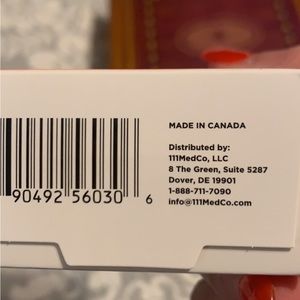 MADE IN CANADA
Distributed by:
111MedCo, LLC
8 The Green, Suite 5287
Dover, DE 19901
1-888-711-7090
info@111MedCo.com
90492 56030 6